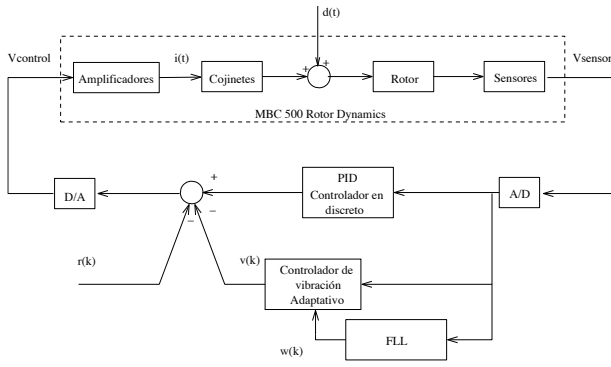 d(t)
Vcontrol
i(t)
Vsensor
+
+
Amplificadores
Cojinetes
Rotor
Sensores
MBC 500 Rotor Dynamics
D/A
+
−
−
PID
Controlador en
discreto
A/D
r(k)
v(k)
Controlador de
vibración
Adaptativo
w(k)
FLL